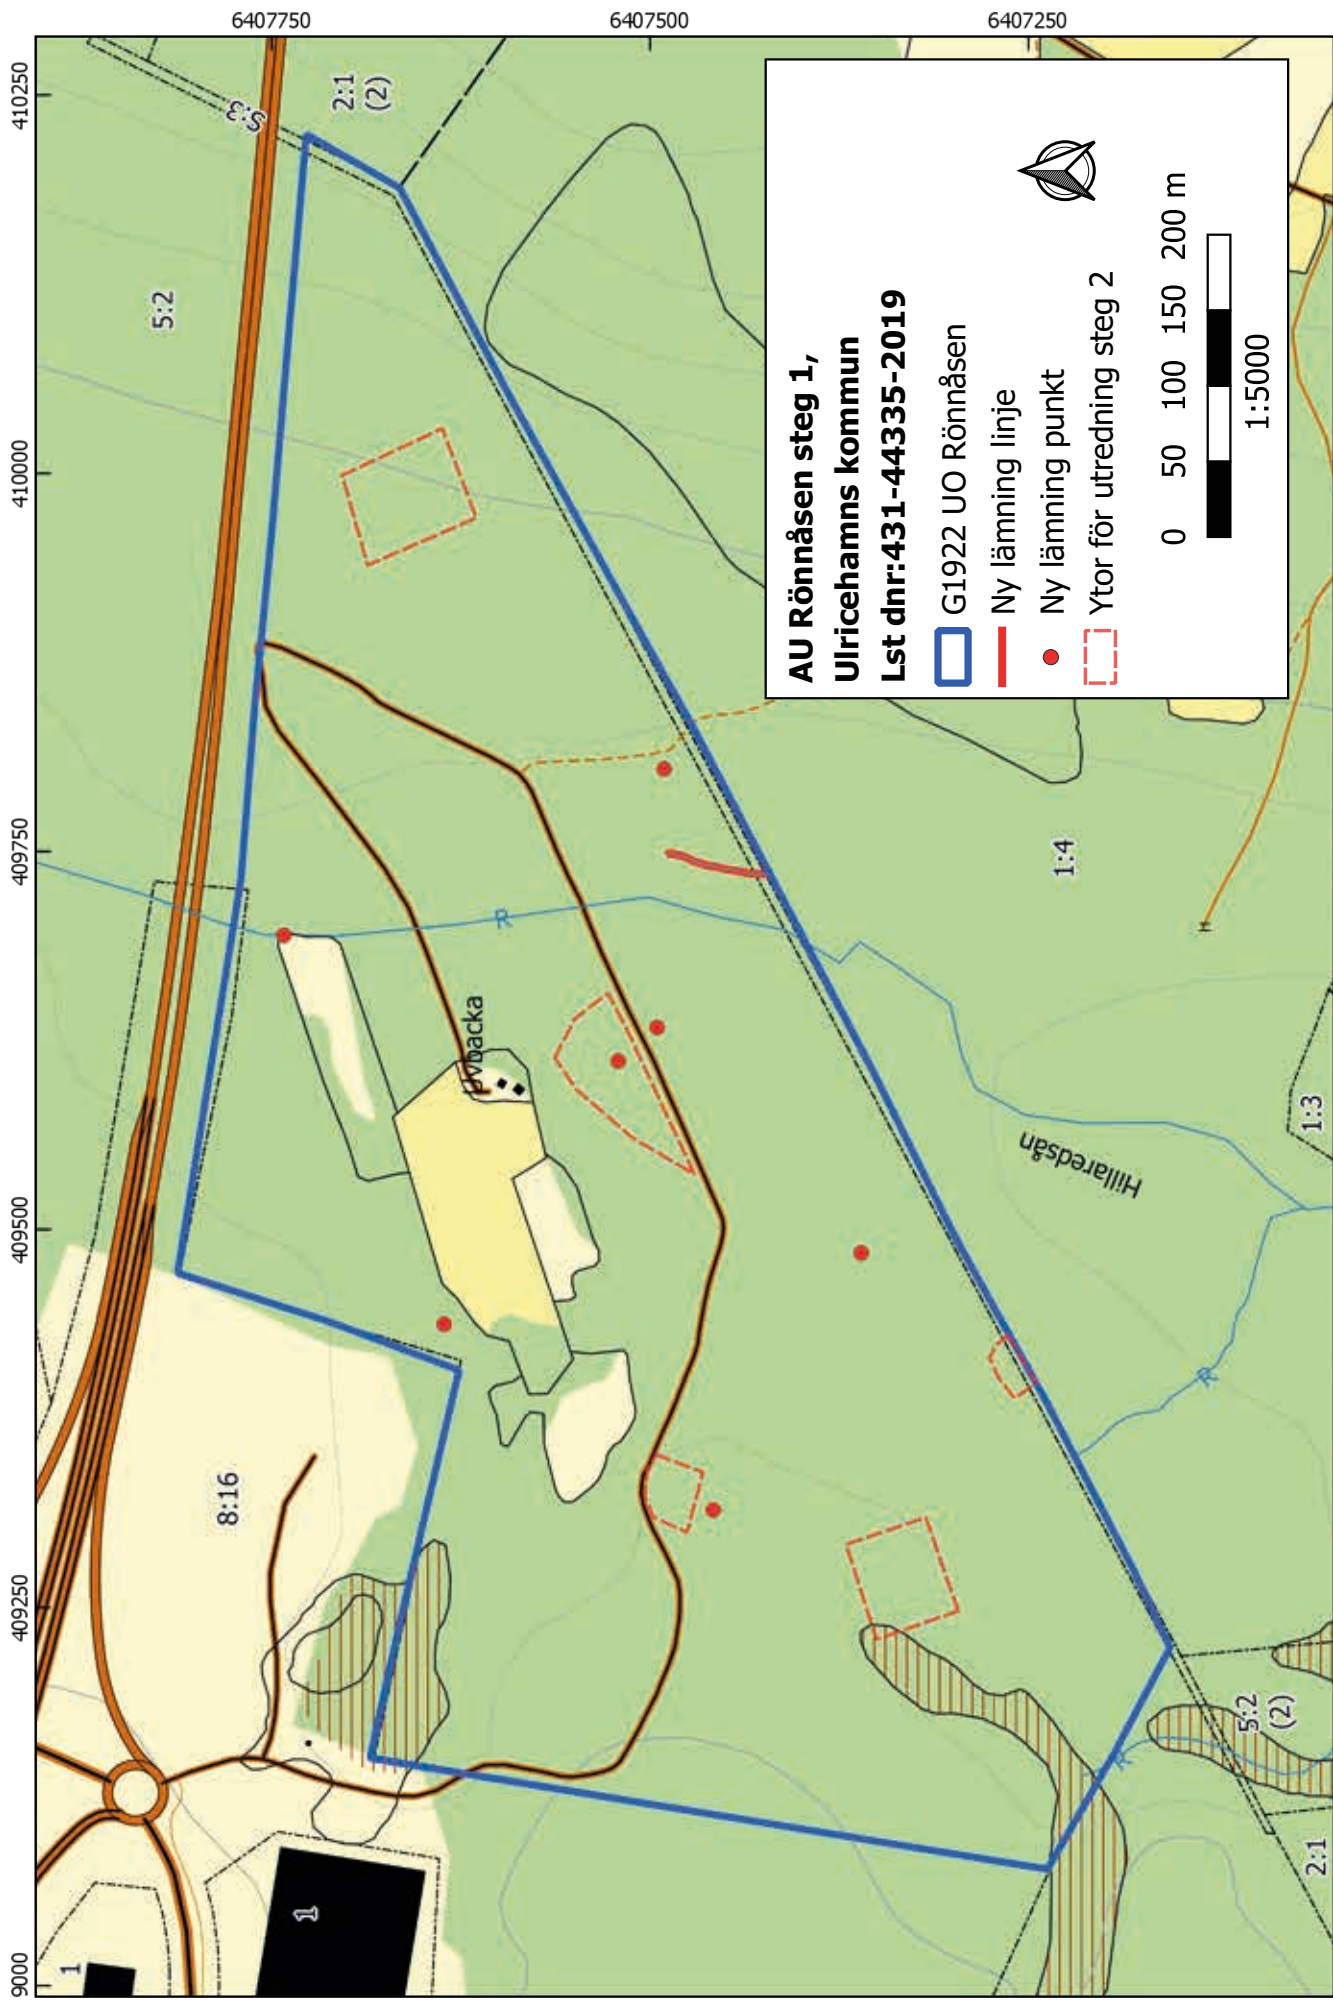 6407750
6407500
6407250
410250
410000
409750
409500
409250
9000
S:3
2:1
(2)
5:2
R
Uvbacka
1:4
Hillaredsån
1:3
8:16
R
R
5:2
(2)
2:1
1
1
AU Rönnåsen steg 1,
Ulricehamns kommun
Lst dnr:431-44335-2019
G1922 UO Rönnåsen
Ny lämning linje
Ny lämning punkt
Ytor för utredning steg 2
0 50 100 150 200 m
1:5000